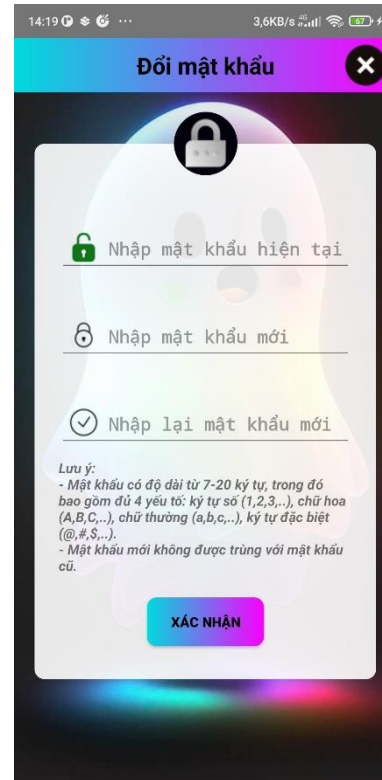 14:19
3,6KB/s 4G 67
Đổi mật khẩu
Nhập mật khẩu hiện tại
Nhập mật khẩu mới
Nhập lại mật khẩu mới
Lưu ý:
- Mật khẩu có độ dài từ 7-20 ký tự, trong đó
bao gồm đủ 4 yếu tố: ký tự số (1,2,3,..), chữ hoa
(A,B,C,..), chữ thường (a,b,c,..), ký tự đặc biệt
(@,#,$,..).
- Mật khẩu mới không được trùng với mật khẩu
cũ.
XÁC NHẬN